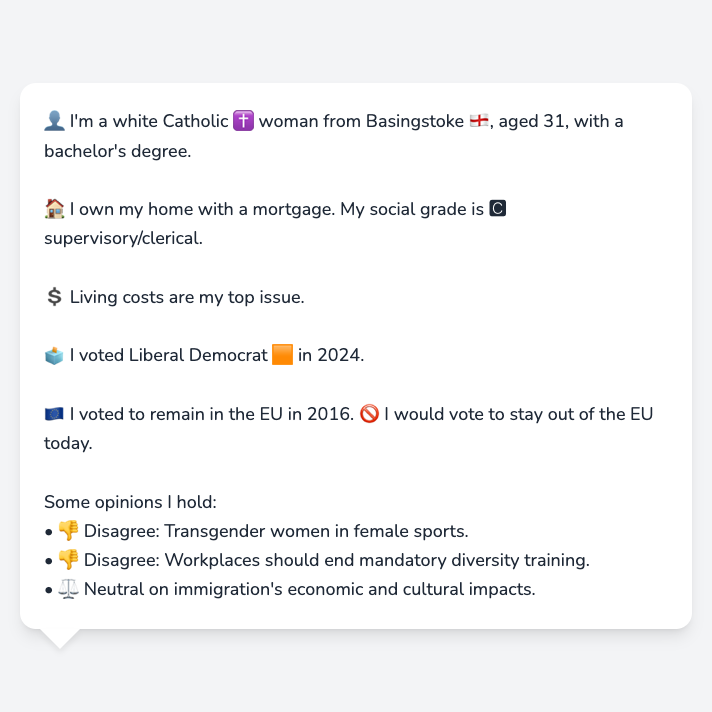 👤 I'm a white Catholic ✝️ woman from Basingstoke 🏴󠁧󠁢󠁥󠁮󠁧󠁿, aged 31, with a
bachelor's degree.
🏠 I own my home with a mortgage. My social grade is 🅲
supervisory/clerical.
💲 Living costs are my top issue.
🗳️ I voted Liberal Democrat 🟧 in 2024.
🇪🇺 I voted to remain in the EU in 2016. 🚫 I would vote to stay out of the EU
today.
Some opinions I hold:
• 👎 Disagree: Transgender women in female sports.
• 👎 Disagree: Workplaces should end mandatory diversity training.
• ⚖️ Neutral on immigration's economic and cultural impacts.